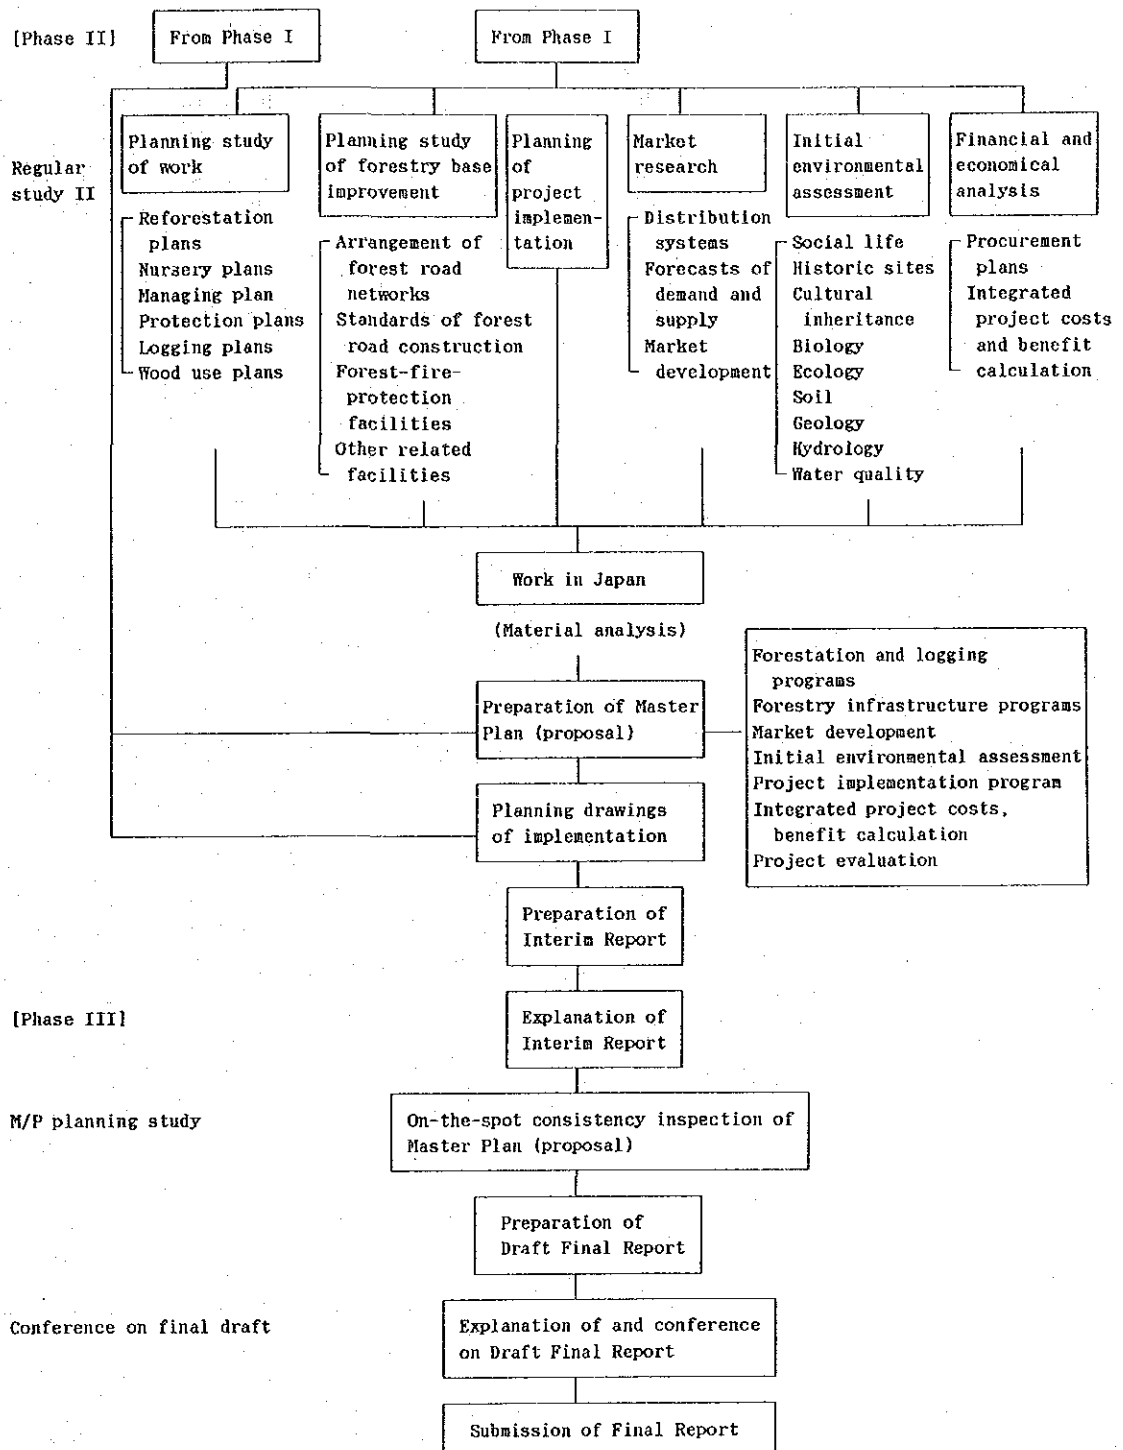 [Phase II]
From Phase I
From Phase I
Regular
study II
Planning study
of work
Reforestation
plans
Nursery plans
Managing plan
Protection plans
Logging plans
Wood use plans
Planning study
of forestry base
improvement
Arrangement of
forest road
networks
Standards of forest
road construction
Forest-fire-
protection
facilities
Other related
facilities
Planning
of
project
implemen-
tation
Market
research
Distribution
systems
Forecasts of
demand and
supply
Market
development
Initial
environmental
assessment
Social life
Historic sites
Cultural
inheritance
Biology
Ecology
Soil
Geology
Hydrology
Water quality
Financial and
economical
analysis
Procurement
plans
Integrated
project costs
and benefit
calculation
Work in Japan
(Material analysis)
Preparation of Master
Plan (proposal)
Forestation and logging
programs
Forestry infrastructure programs
Market development
Initial environmental assessment
Project implementation program
Integrated project costs,
benefit calculation
Project evaluation
Planning drawings
of implementation
Preparation of
Interim Report
[Phase III]
Explanation of
Interim Report
M/P planning study
On-the-spot consistency inspection of
Master Plan (proposal)
Preparation of
Draft Final Report
Conference on final draft
Explanation of and conference
on Draft Final Report
Submission of Final Report